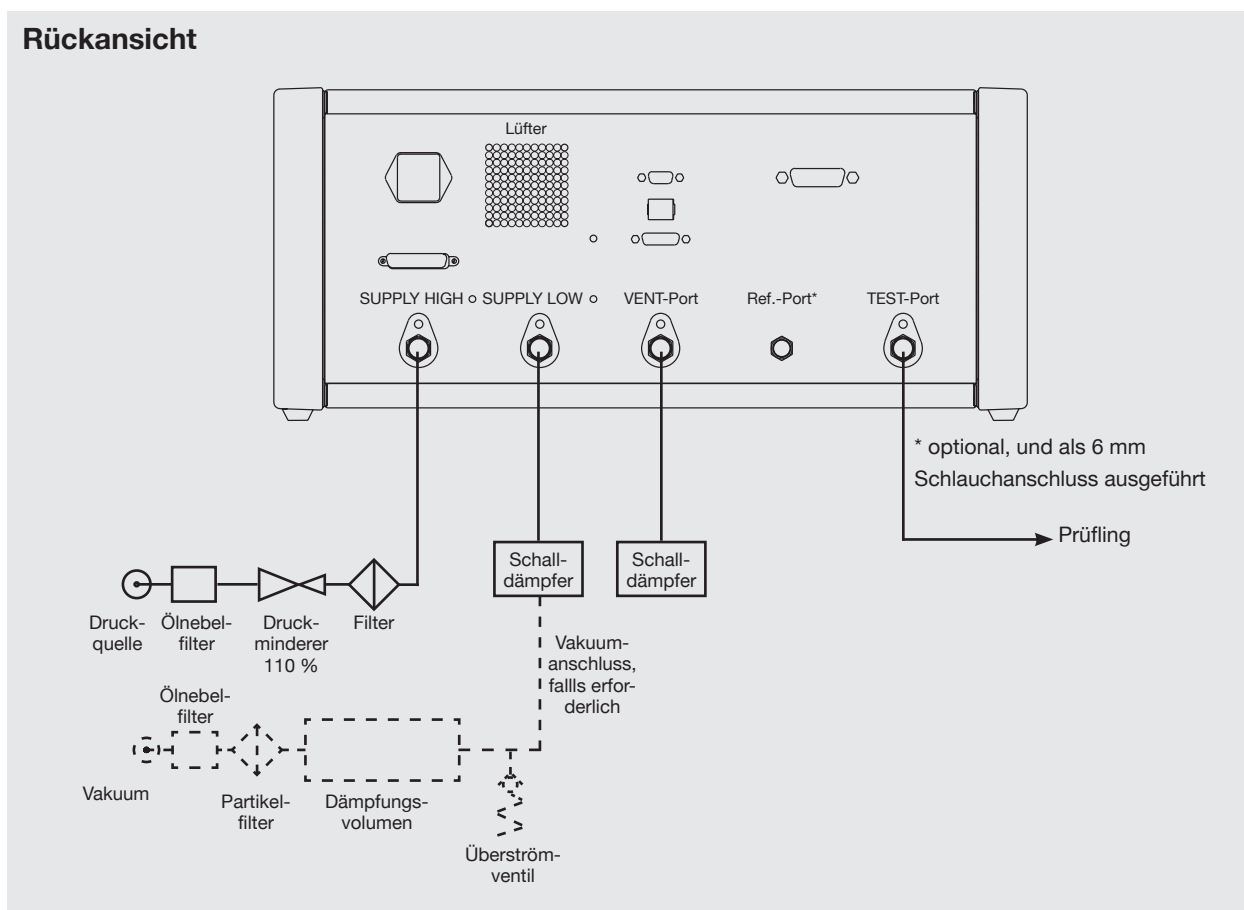 Rückansicht
Lüfter
SUPPLY HIGH
SUPPLY LOW
VENT-Port
Ref.-Port*
TEST-Port
* optional, und als 6 mm
Schlauchanschluss ausgeführt
Prüfling
Schall-
dämpfer
Schall-
dämpfer
Druck-
quelle
Ölnebel-
filter
Druck-
minderer
110 %
Filter
Vakuum-
anschluss,
fallls erfor-
derlich
Ölnebel-
filter
Vakuum
Partikel-
filter
Dämpfungs-
volumen
Überström-
ventil